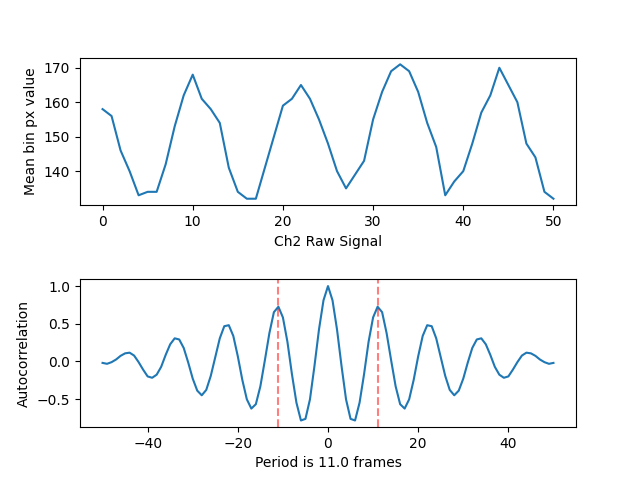 170
160
150
140
Mean bin px value
0 10 20 30 40 50
Ch2 Raw Signal
1.0
0.5
0.0
−0.5
Autocorrelation
−40 −20 0 20 40
Period is 11.0 frames